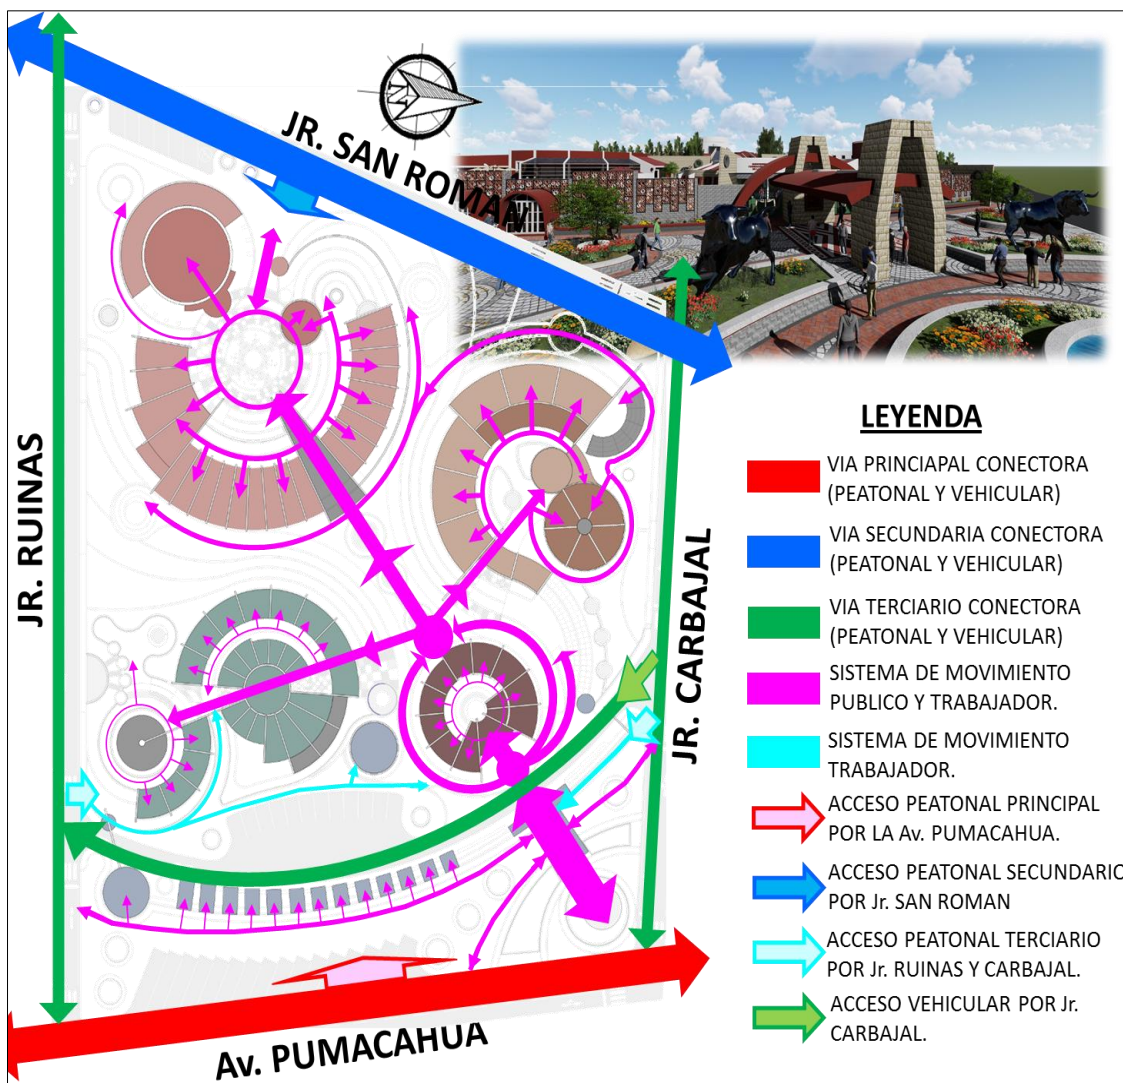 JR. SAN ROMAN
JR. RUINAS
JR. CARBAJAL
Av. PUMACAHUA
LEYENDA
VIA PRINCIAPAL CONECTORA
(PEATONAL Y VEHICULAR)
VIA SECUNDARIA CONECTORA
(PEATONAL Y VEHICULAR)
VIA TERCIARIO CONECTORA
(PEATONAL Y VEHICULAR)
SISTEMA DE MOVIMIENTO
PUBLICO Y TRABAJADOR.
SISTEMA DE MOVIMIENTO
TRABAJADOR.
ACCESO PEATONAL PRINCIPAL
POR LA Av. PUMACAHUA.
ACCESO PEATONAL SECUNDARIO
POR Jr. SAN ROMAN
ACCESO PEATONAL TERCIARIO
POR Jr. RUINAS Y CARBAJAL.
ACCESO VEHICULAR POR Jr.
CARBAJAL.